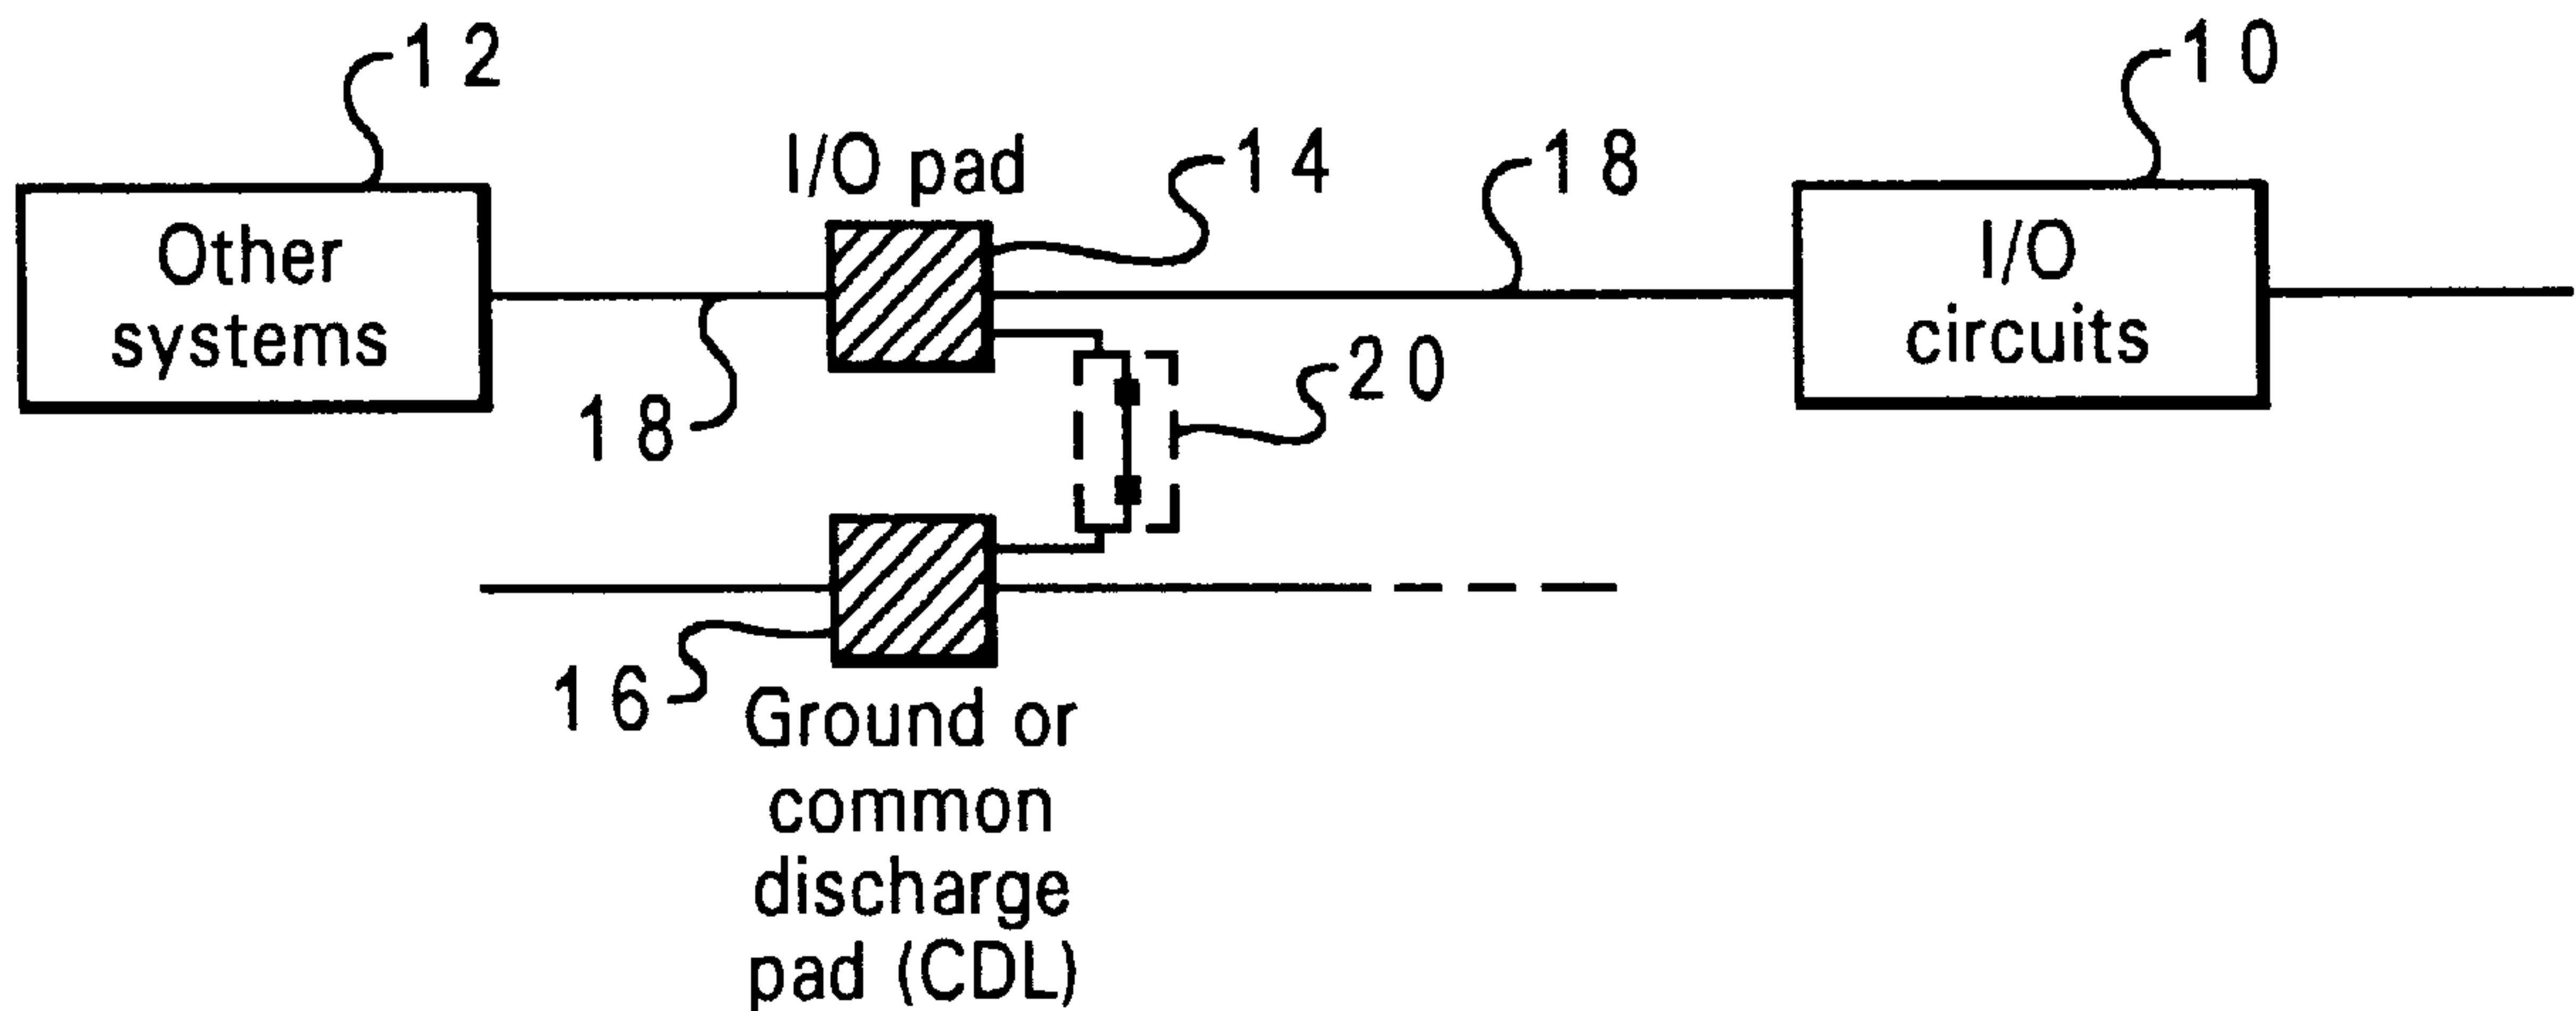 12
10
I/O pad
14
18
Other
systems
I/O
circuits
18
20
16
Ground or
common
discharge
pad (CDL)